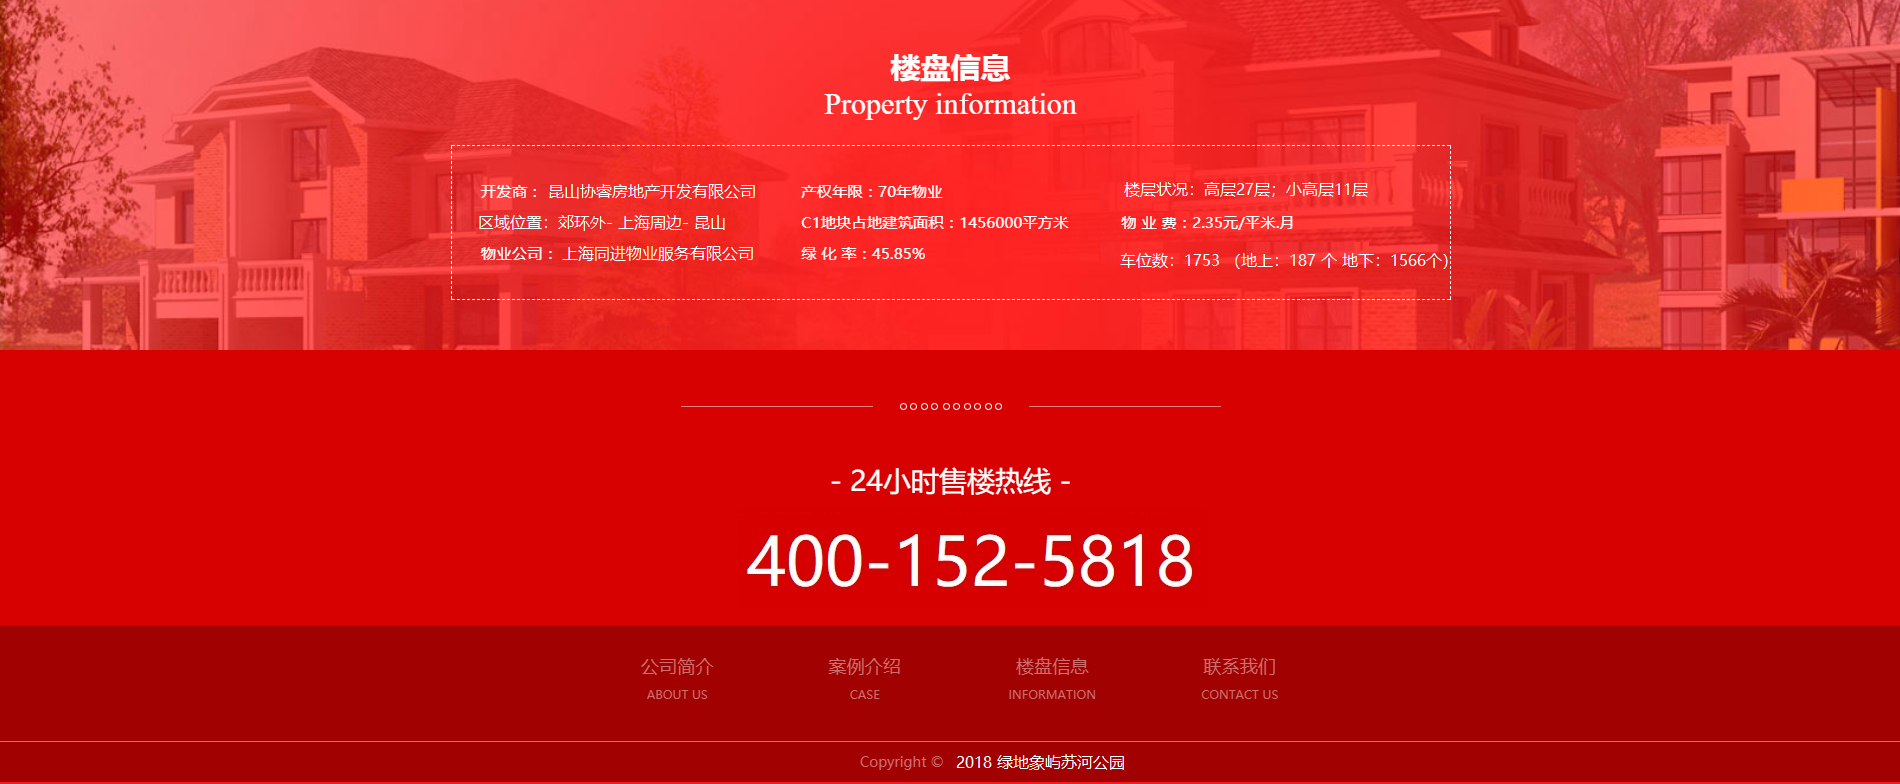 楼盘信息
Property information
开发商： 昆山协睿房地产开发有限公司
产权年限：70年物业
楼层状况：高层27层；小高层11层
区域位置：郊环外- 上海周边- 昆山
C1地块占地建筑面积：1456000平方米
物 业 费：2.35元/平米.月
物业公司： 上海同进物业服务有限公司
绿 化 率：45.85%
车位数：1753 （地上：187 个 地下：1566个）
- 24小时售楼热线 -
400-152-5818
公司简介 案例介绍 楼盘信息 联系我们
ABOUT US CASE INFORMATION CONTACT US
Copyright © 2018 绿地象屿苏河公园